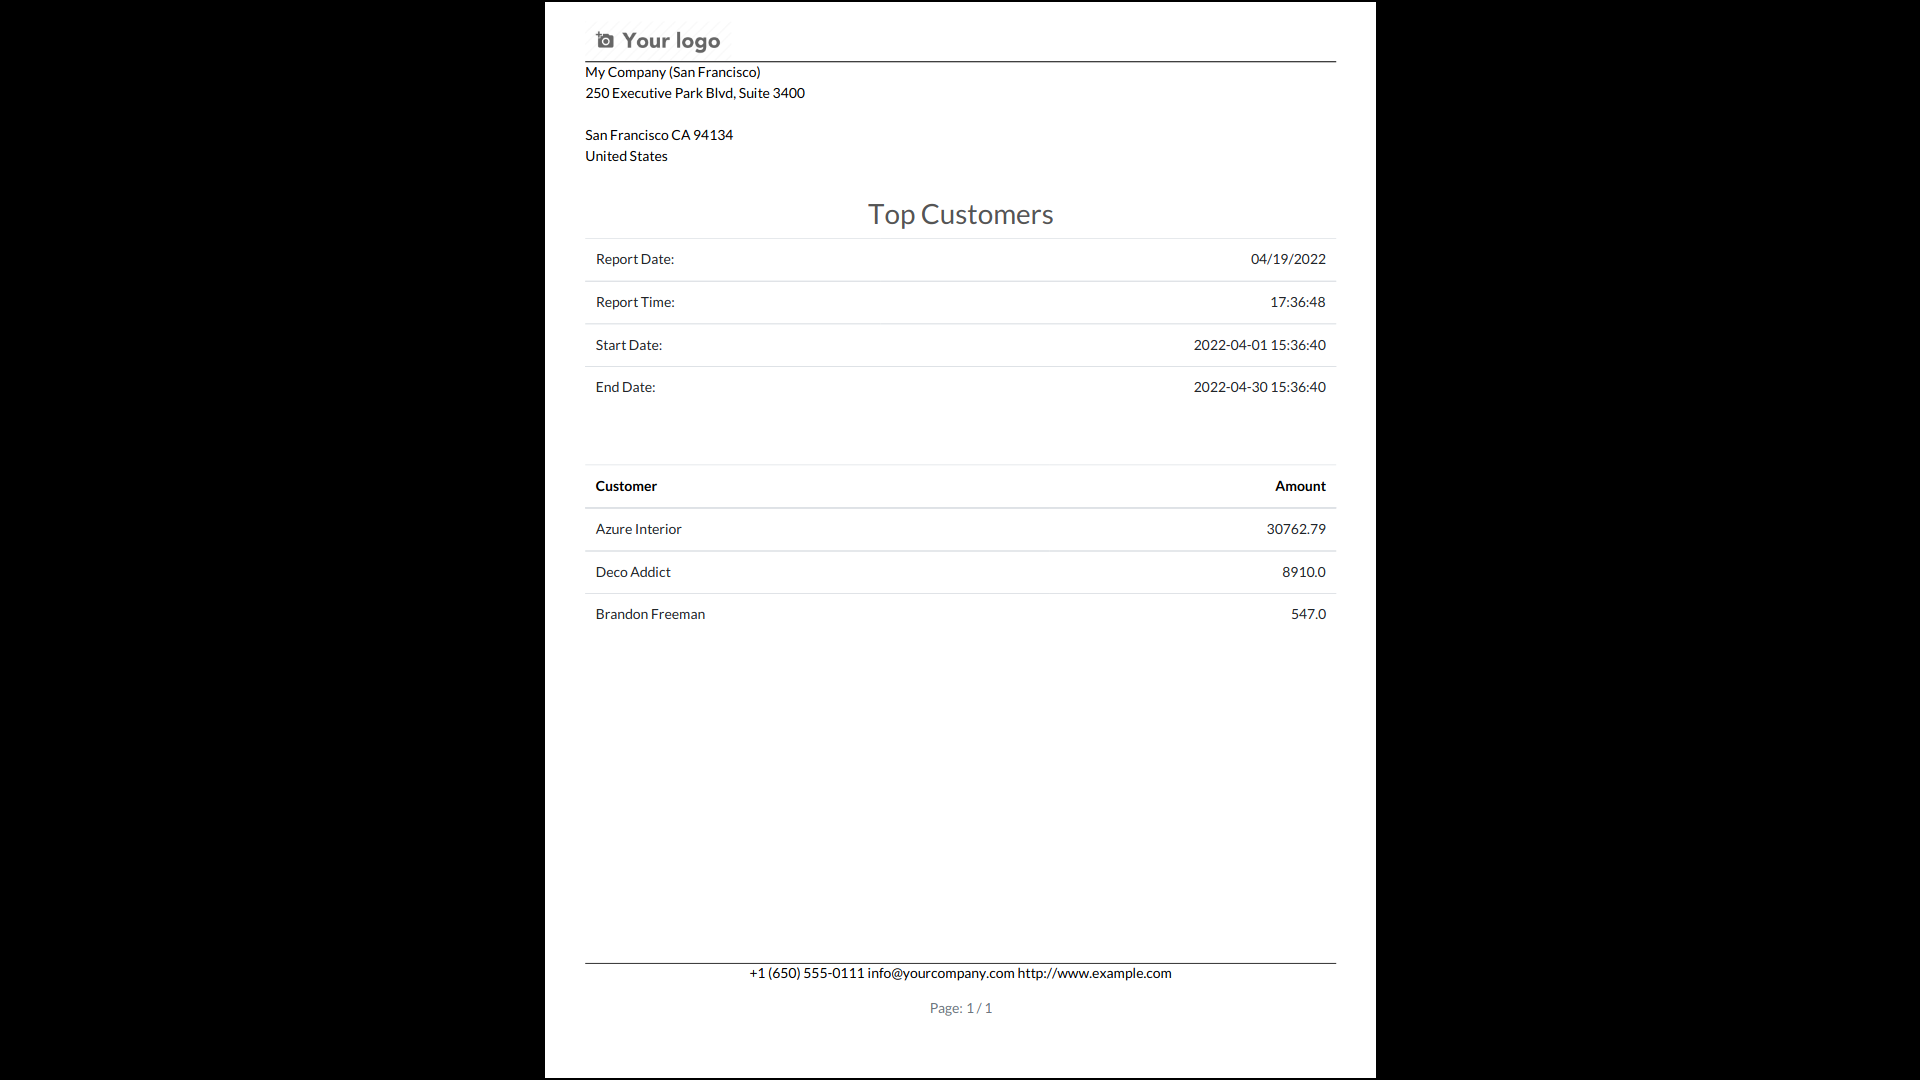 Your logo
My Company (San Francisco)
250 Executive Park Blvd, Suite 3400
San Francisco CA 94134
United States
Top Customers
Report Date: 04/19/2022
Report Time: 17:36:48
Start Date: 2022-04-01 15:36:40
End Date: 2022-04-30 15:36:40
Customer Amount
Azure Interior 30762.79
Deco Addict 8910.0
Brandon Freeman 547.0
+1 (650) 555-0111 info@yourcompany.com http://www.example.com
Page: 1 / 1